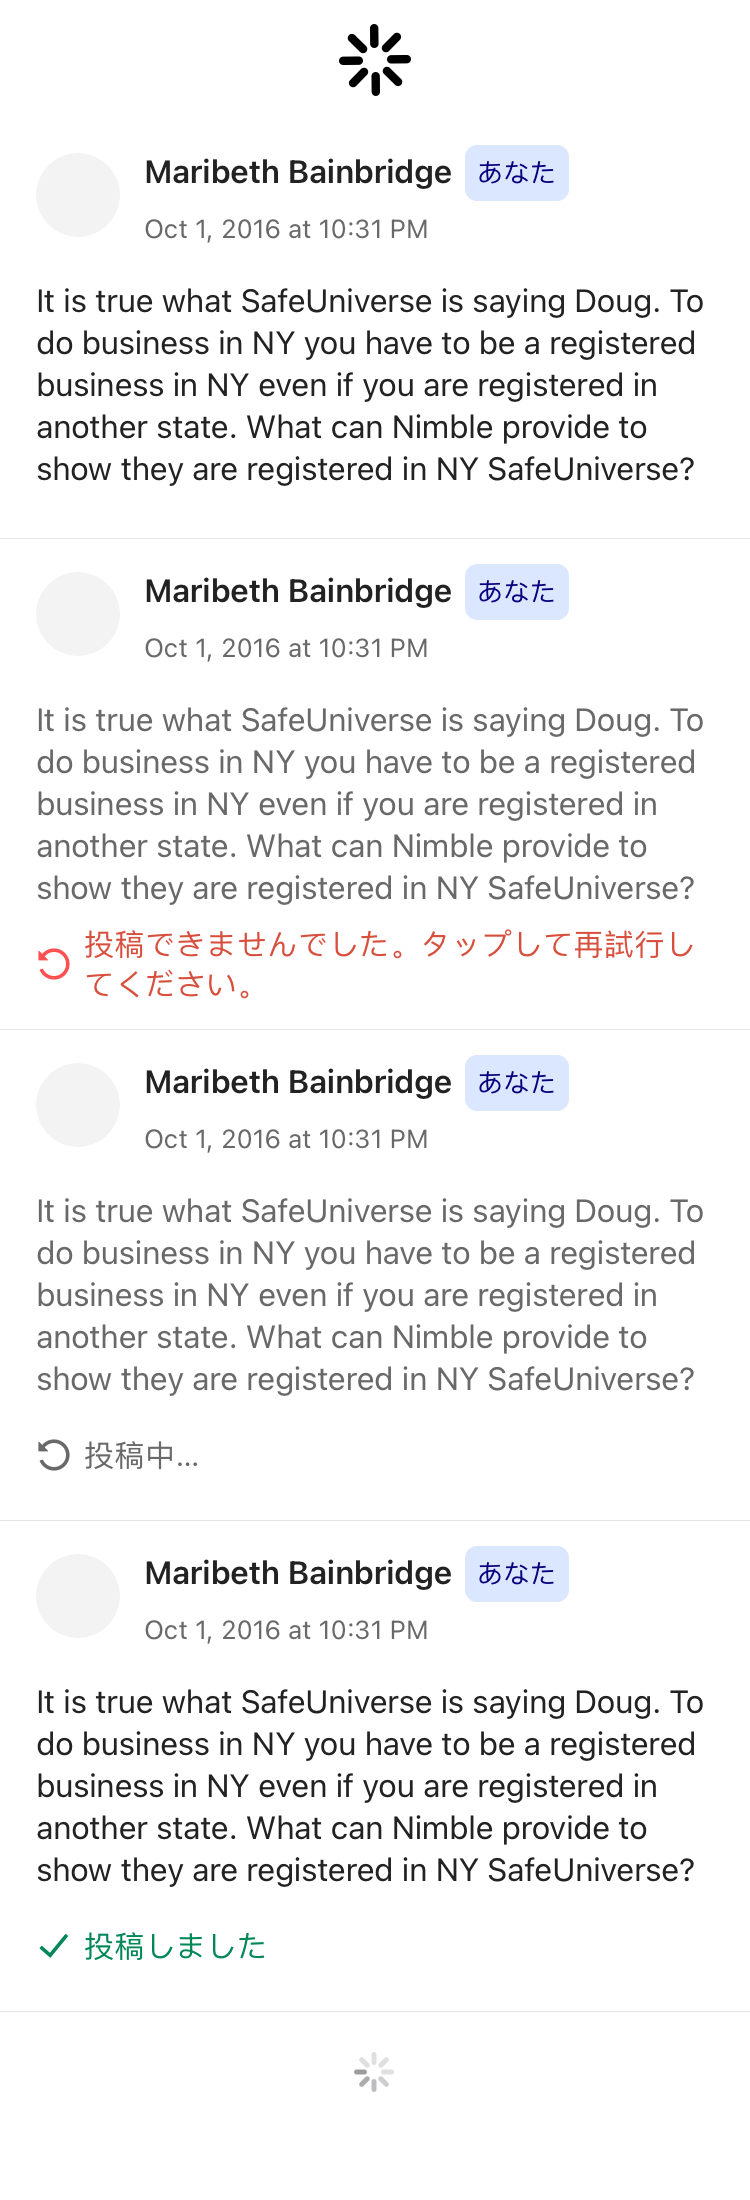 Maribeth Bainbridge あなた
Oct 1, 2016 at 10:31 PM
It is true what SafeUniverse is saying Doug. To
do business in NY you have to be a registered
business in NY even if you are registered in
another state. What can Nimble provide to
show they are registered in NY SafeUniverse?
Maribeth Bainbridge あなた
Oct 1, 2016 at 10:31 PM
It is true what SafeUniverse is saying Doug. To
do business in NY you have to be a registered
business in NY even if you are registered in
another state. What can Nimble provide to
show they are registered in NY SafeUniverse?
投稿できませんでした。タップして再試行し
てください。
Maribeth Bainbridge あなた
Oct 1, 2016 at 10:31 PM
It is true what SafeUniverse is saying Doug. To
do business in NY you have to be a registered
business in NY even if you are registered in
another state. What can Nimble provide to
show they are registered in NY SafeUniverse?
投稿中...
Maribeth Bainbridge あなた
Oct 1, 2016 at 10:31 PM
It is true what SafeUniverse is saying Doug. To
do business in NY you have to be a registered
business in NY even if you are registered in
another state. What can Nimble provide to
show they are registered in NY SafeUniverse?
投稿しました